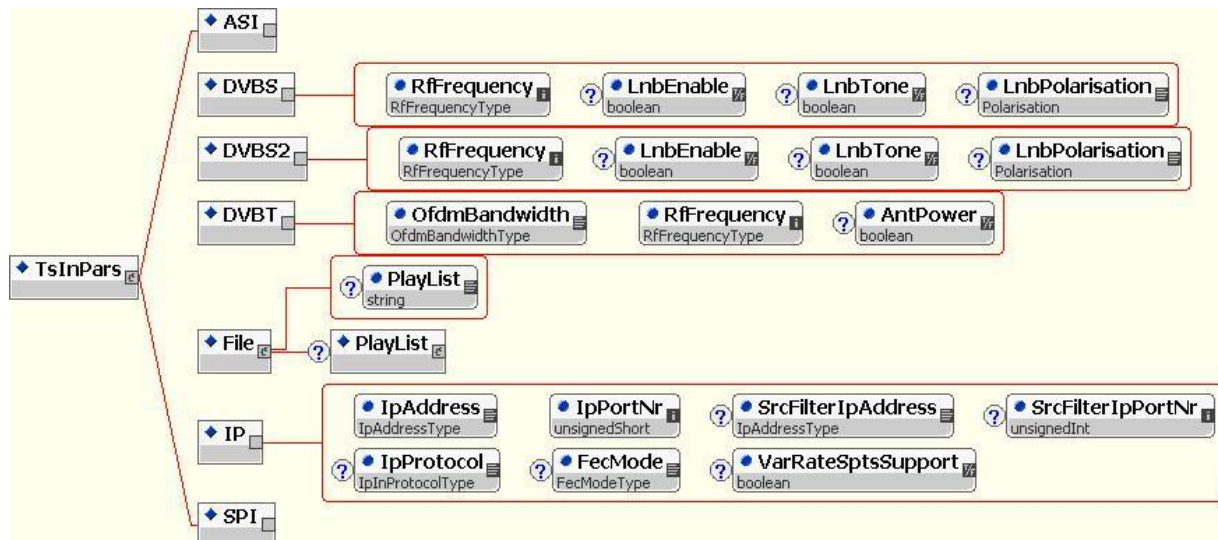 ASI
DVBS
RfFrequency
RfFrequencyType
? LnbEnable
boolean
? LnbTone
boolean
? LnbPolarisation
Polarisation
DVBS2
RfFrequency
RfFrequencyType
? LnbEnable
boolean
? LnbTone
boolean
? LnbPolarisation
Polarisation
DVBT
OfdmBandwidth
OfdmBandwidthType
RfFrequency
RfFrequencyType
? AntPower
boolean
TsInPars
? PlayList
string
File
? PlayList
IP
IpAddress
IpAddressType
IpPortNr
unsignedShort
? SrcFilterIpAddress
IpAddressType
? SrcFilterIpPortNr
unsignedInt
? IpProtocol
IpInProtocolType
? FecMode
FecModeType
? VarRateSptsSupport
boolean
SPI